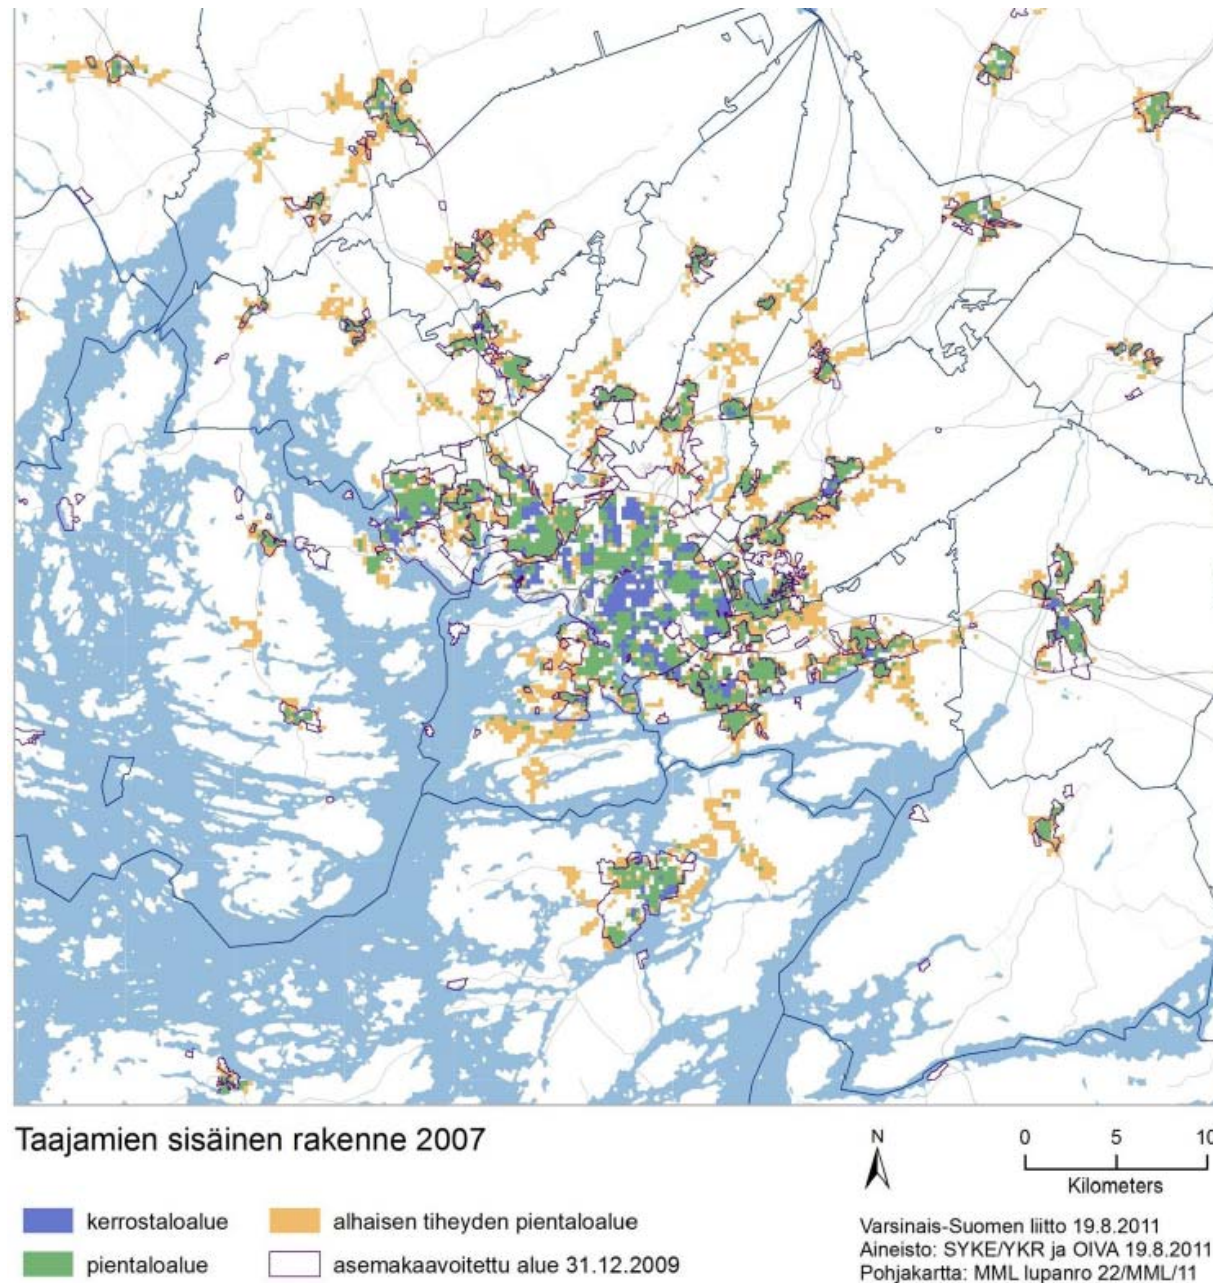 Taajamien sisäinen rakenne 2007
kerrostaloalue
pientaloalue
alhaisen tiheyden pientaloalue
asemakaavoitettu alue 31.12.2009
N
0 5 10
Kilometers
Varsinais-Suomen liitto 19.8.2011
Aineisto: SYKE/YKR ja OIVA 19.8.2011
Pohjakartta: MML lupanro 22/MML/11